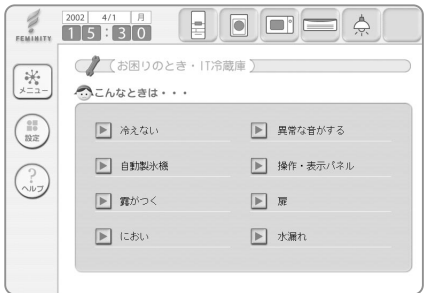 FEMINITY
2002 4/1 月
15:30
メニュー
設定
ヘルプ
お困りのとき・IT冷蔵庫
こんなときは・・・
冷えない
異常な音がする
自動製氷機
操作・表示パネル
露がつく
扉
におい
水漏れ